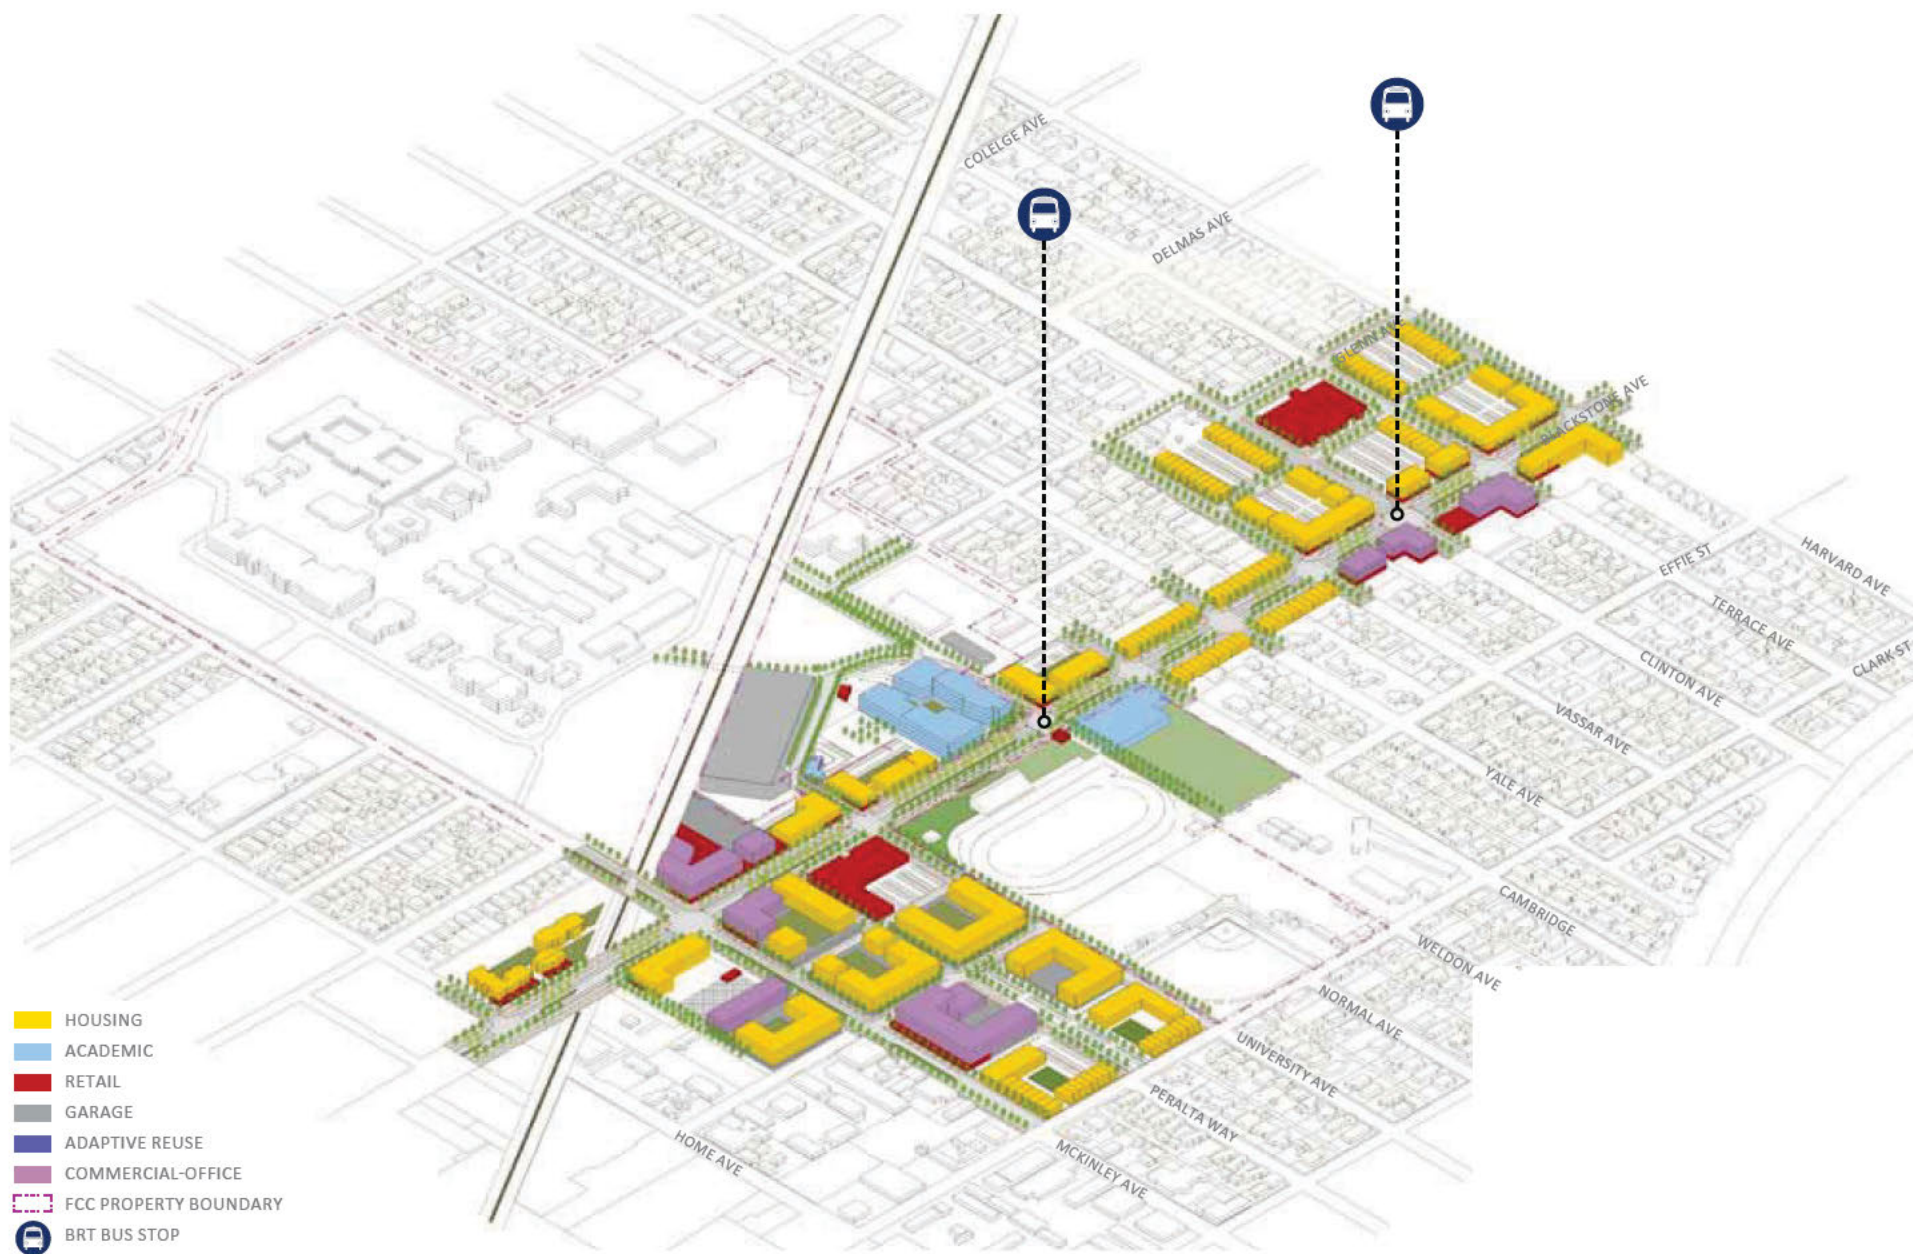 COLELGE AVE
DELMAS AVE
GLENN AVE
BLACKSTONE AVE
HARVARD AVE
EFFIE ST
TERRACE AVE
CLARK ST
CLINTON AVE
VASSAR AVE
YALE AVE
CAMBRIDGE
WELDON AVE
NORMAL AVE
UNIVERSITY AVE
PERALTA WAY
MCKINLEY AVE
HOME AVE
HOUSING
ACADEMIC
RETAIL
GARAGE
ADAPTIVE REUSE
COMMERCIAL-OFFICE
FCC PROPERTY BOUNDARY
BRT BUS STOP